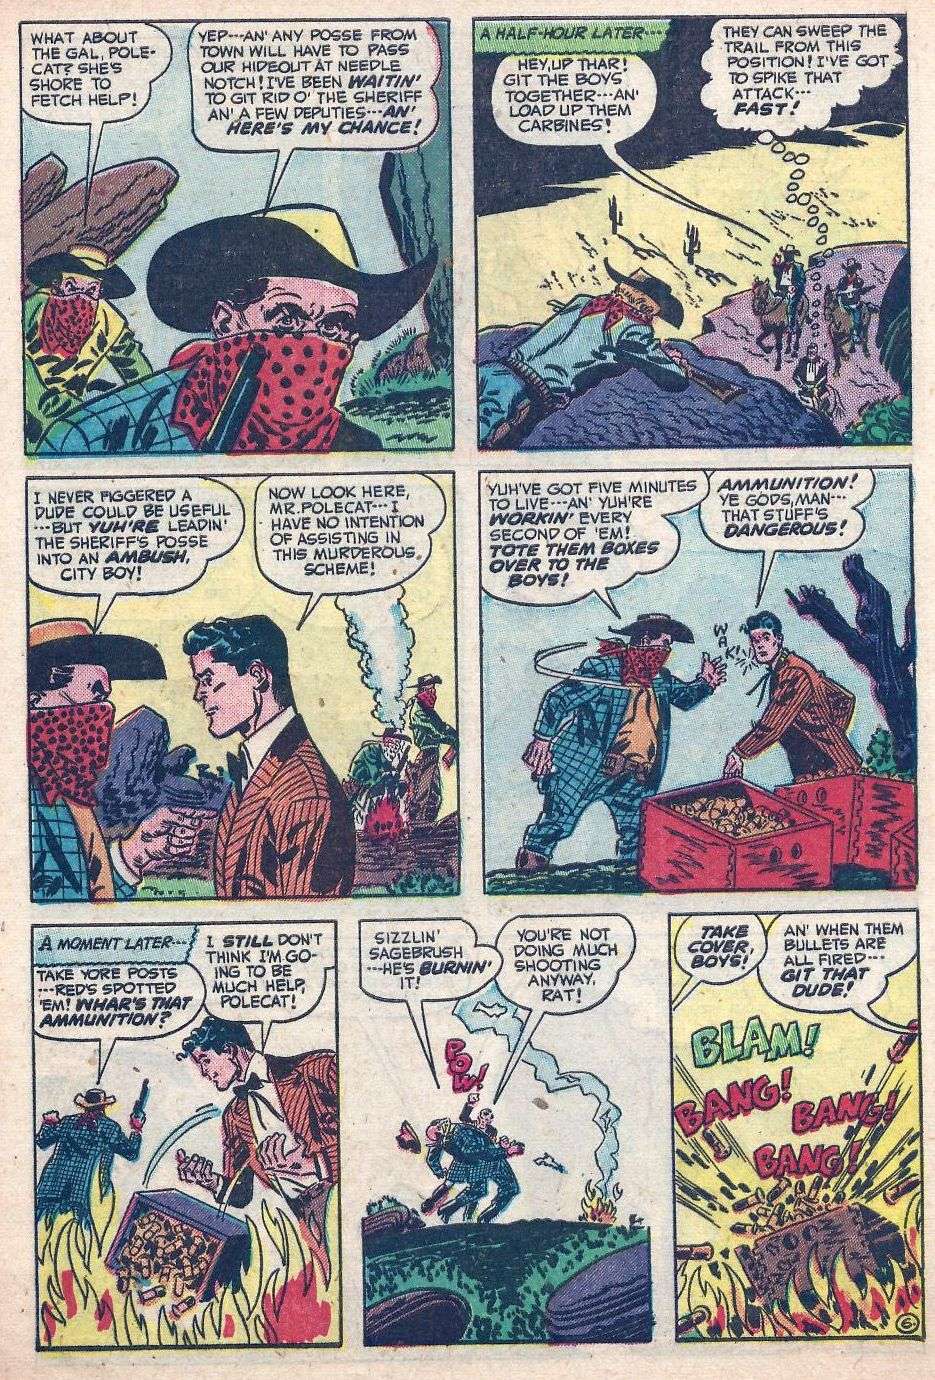 WHAT ABOUT
THE GAL, POLE-
CAT? SHE'S
SHORE TO
FETCH HELP!
YEP---AN' ANY POSSE FROM
TOWN WILL HAVE TO PASS
OUR HIDEOUT AT NEEDLE
NOTCH! I'VE BEEN WAITIN'
TO GIT RID O' THE SHERIFF
AN' A FEW DEPUTIES---AN'
HERE'S MY CHANCE!
A HALF-HOUR LATER---
HEY, UP THAR!
GIT THE BOYS
TOGETHER---AN'
LOAD UP THEM
CARBINES!
THEY CAN SWEEP THE
TRAIL FROM THIS
POSITION! I'VE GOT
TO SPIKE THAT
ATTACK---
FAST!
I NEVER FIGGERED A
DUDE COULD BE USEFUL
---BUT YUH'RE LEADIN'
THE SHERIFF'S POSSE
INTO AN AMBUSH,
CITY BOY!
NOW LOOK HERE,
MR. POLECAT---I
HAVE NO INTENTION
OF ASSISTING IN
THIS MURDEROUS
SCHEME!
YUH'VE GOT FIVE MINUTES
TO LIVE---AN' YUH'RE
WORKIN' EVERY
SECOND OF 'EM!
TOTE THEM BOXES
OVER TO THE
BOYS!
AMMUNITION!
YE GODS, MAN---
THAT STUFF'S
DANGEROUS!
WAK!
A MOMENT LATER---
TAKE YORE POSTS
---RED'S SPOTTED
'EM! WHAR'S THAT
AMMUNITION?
I STILL DON'T
THINK I'M GO-
ING TO BE
MUCH HELP,
POLECAT!
SIZZLIN'
SAGEBRUSH
---HE'S BURNIN'
IT!
YOU'RE NOT
DOING MUCH
SHOOTING
ANYWAY,
RAT!
POW!
TAKE
COVER,
BOYS!
AN' WHEN THEM
BULLETS ARE
ALL FIRED---
GIT THAT
DUDE!
BLAM!
BANG!
BANG!
BANG!
6